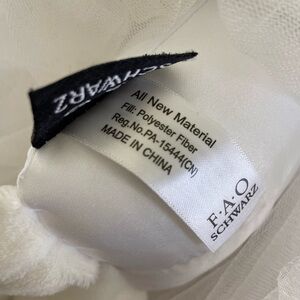 SCHWARZ
All New Material
Fill: Polyester Fiber
Reg.No.PA-15444(CN)
MADE IN CHINA
F·A·O
SCHWARZ